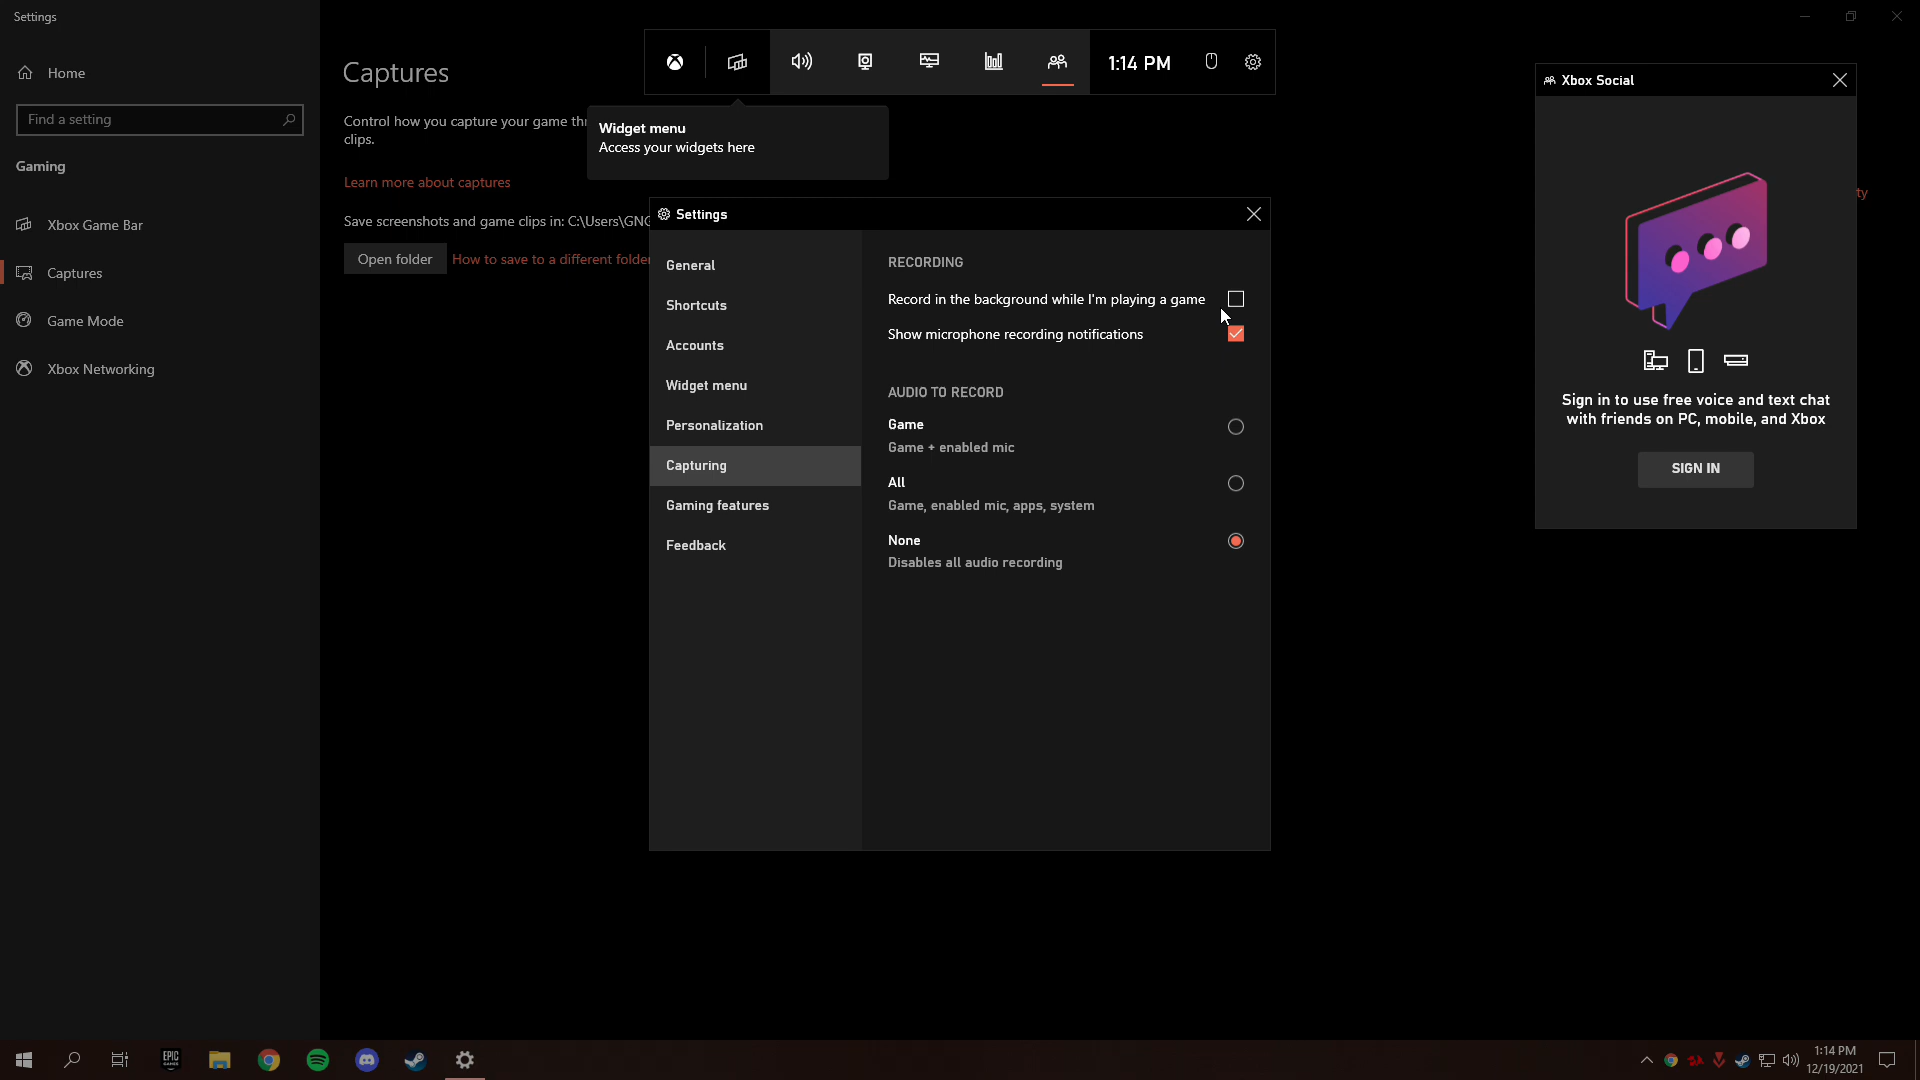 Settings
Home
Find a setting
Gaming
Xbox Game Bar
Captures
Game Mode
Xbox Networking
Captures
Control how you capture your game thr
clips.
Learn more about captures
Save screenshots and game clips in: C:\Users\GNG
Open folder
How to save to a different folder
1:14 PM
Widget menu
Access your widgets here
Settings
General
Shortcuts
Accounts
Widget menu
Personalization
Capturing
Gaming features
Feedback
RECORDING
Record in the background while I'm playing a game
Show microphone recording notifications
AUDIO TO RECORD
Game
Game + enabled mic
All
Game, enabled mic, apps, system
None
Disables all audio recording
Xbox Social
ty
Sign in to use free voice and text chat
with friends on PC, mobile, and Xbox
SIGN IN
EPIC
GAMES
1:14 PM
12/19/2021